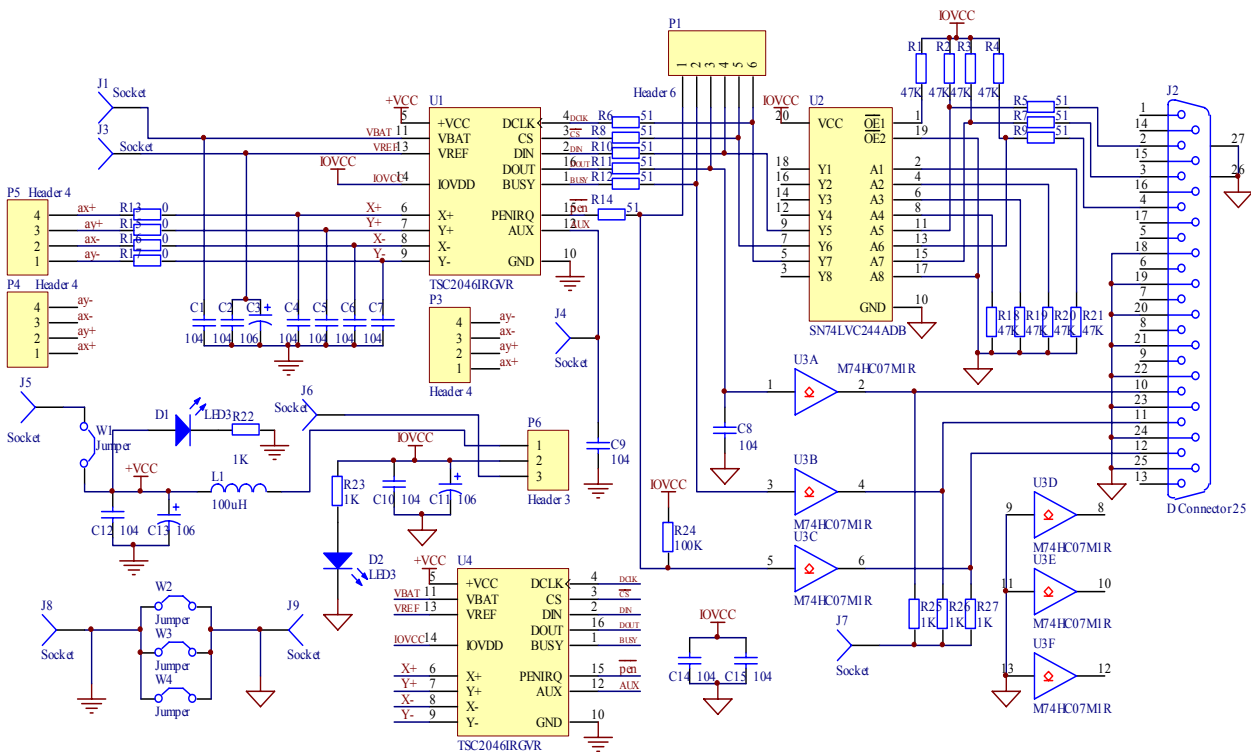 IOVCC
P1
1 2 3 4 5 6
Header 6
R1 R2 R3 R4
47K 47K 47K 47K
J1
Socket
J3
Socket
+VCC
U1
5 +VCC
VBAT 11 VBAT
VREF 13 VREF
IOVCC
IOVCC 14 IOVDD
X+ 6 X+
Y+ 7 Y+
X- 8 X-
Y- 9 Y-
DCLK 4 DCLK R6 51
CS 3 CS R8 51
DIN 2 DIN R10 51
DOUT 16 DOUT R11 51
BUSY 1 BUSY R12 51
PENIRQ 15 pen R14 51
AUX 12 AUX
GND 10
TSC2046IRGVR
IOVCC
U2
20 VCC
OE1 1
OE2 19
18 Y1
16 Y2
14 Y3
12 Y4
9 Y5
7 Y6
5 Y7
3 Y8
A1 2
A2 4
A3 6
A4 8
A5 11
A6 13
A7 15
A8 17
GND 10
SN74LVC244ADB
R5 51
R7 51
R9 51
J2
1
14
2
15
3
16
4
17
5
18
6
19
7
20
8
21
9
22
10
23
11
24
12
25
13
27
26
D Connector 25
P5 Header 4
4 ax+ R13 0
3 ay+ R15 0
2 ax- R16 0
1 ay- R17 0
P4 Header 4
4 ay-
3 ax-
2 ay+
1 ax+
C1 C2 C3 C4 C5 C6 C7
104 104 106 104 104 104 104
P3
4 ay-
3 ax-
2 ay+
1 ax+
Header 4
J4
Socket
R18 R19 R20 R21
47K 47K 47K 47K
J5
Socket
W1
Jumper
D1 LED3
R22
1K
J6
Socket
+VCC
L1
100uH
C12 104
C13 106
IOVCC
R23
1K
C10 104
C11 106
P6
1
2
3
Header 3
C9
104
D2
LED3
C8
104
U3A
M74HC07M1R
1 2
U3B
3 4
M74HC07M1R
U3C
5 6
M74HC07M1R
IOVCC
R24
100K
U3D
9 8
M74HC07M1R
U3E
11 10
M74HC07M1R
U3F
13 12
M74HC07M1R
R25 R26 R27
1K 1K 1K
J7
Socket
J8
Socket
W2
Jumper
W3
Jumper
W4
Jumper
J9
Socket
+VCC
U4
5 +VCC
VBAT 11 VBAT
VREF 13 VREF
IOVCC 14 IOVDD
X+ 6 X+
Y+ 7 Y+
X- 8 X-
Y- 9 Y-
DCLK 4 DCLK
CS 3 CS
DIN 2 DIN
DOUT 16 DOUT
BUSY 1 BUSY
PENIRQ 15 pen
AUX 12 AUX
GND 10
TSC2046IRGVR
IOVCC
C14 104
C15 104